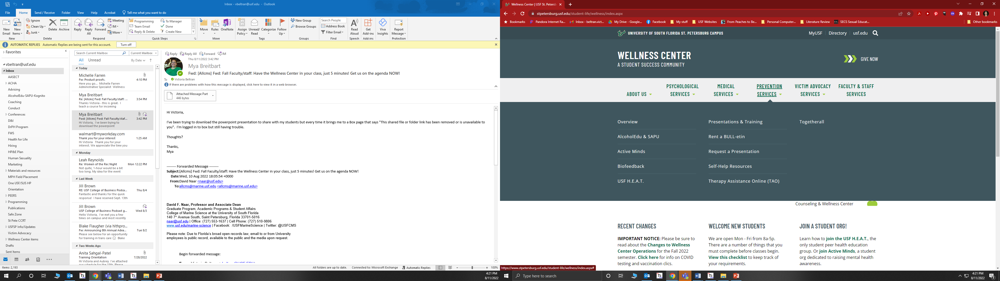 Inbox - vbeltran@usf.edu - Outlook
File Home Send / Receive Folder View Help Acrobat Tell me what you want to do
New Email
New Items
New
Ignore
Clean Up
Junk
Delete
Archive
Delete
Reply
Reply All
Forward
Meeting
IM
More
Respond
Programming
Team Email
Reply & Delete
To Manager
Done
Create New
Quick Steps
Move
Rules
OneNote
Move
Assign Policy
Unread/ Read
Categorize
Follow Up
Tags
New Group
Browse Groups
Groups
Search People
Address Book
Filter Email
Find
Read Aloud
Speech
Get Add-ins
Add-ins
Viva Insights
Report Message
Protection
AUTOMATIC REPLIES Automatic Replies are being sent for this account. Turn off
Favorites
vbeltran@usf.edu
Inbox
AASECT
ACHA
Advising
AlcoholEdu-SAPU-Kognito
Coaching
Conduct
Conferences
D&I
DrPH Program
FWS
Health for Life
Hiring
HP&E Plan
Human Sexuality
Marketing
Materials and resources
MPH Field Placement
One USF/SUS HP
Orientation
PEERS
Programming
Publications
Safe Zone
St Pete CCRT
USFSP Info/Updates
Victim Advocacy
Wellness Center items
Drafts
Sent Items
Search Current Mailbox Current Mailbox
All Unread By Date
Today
Michelle Farren
Fw: Product proofs. 4:10 PM
Here you go... Michelle Farren
Administrative Specialist Wellness
Mya Breitbart
Re: [Allcms] Fwd: Fall Faculty/staff: ... 3:54 PM
Thanks Victoria - this is great. I
teach a course for incoming
Mya Breitbart
Fwd: [Allcms] Fwd: Fall Faculty/staf... 3:42 PM
Hi Victoria, I've been trying to
download the powerpoint
walmart@myworkday.com
Thank you for your interest 1:25 AM
Hi Victoria Thank you for your
interest. We appreciate the time you
Monday
Leah Reynolds
Re: Women of the Rec Night Mon 12:22 PM
Not quite, 1-hour would be a bit
too long. My idea for the event
Last Week
Jill Brown
RE: USF College of Business Podca... Thu 8/4
Fantastic and thanks for the quick
response! I have reserved Sept. 13th
Jill Brown
USF College of Business Podcast g... Wed 8/3
Hello Victoria, I've met you a few
times on campus and most recently
Blake Flaugher (via hlthpro...
Fw: Announcing 8th Annual Adva... Tue 8/2
Please see below for an opportunity
for training in trans care Blake
Two Weeks Ago
Anita Sahgal-Patel
Training Orientation 7/28/2022
Hi Victoria and Aubrey I've attached
our schedule for the 15th. Please
Reply Reply All Forward IM
Thu 8/11/2022 3:42 PM
Mya Breitbart
Fwd: [Allcms] Fwd: Fall Faculty/staff: Have the Wellness Center in your class, just 5 minutes! Get us on the agenda NOW!
To Victoria Beltran
If there are problems with how this message is displayed, click here to view it in a web browser.
Attached Message Part
446 bytes
Hi Victoria,
I've been trying to download the powerpoint presentation to share with my students but every time it brings me to a Box page that says "This shared file or folder link has been removed or is unavailable to
you". I'm logged in to box but still having trouble.
Thoughts?
Thanks,
Mya
-------- Forwarded Message --------
Subject:[Allcms] Fwd: Fall Faculty/staff: Have the Wellness Center in your class, just 5 minutes! Get us on the agenda NOW!
Date:Wed, 10 Aug 2022 18:05:54 +0000
From:David Naar <naar@usf.edu>
To:allcms@marine.usf.edu <allcms@marine.usf.edu>
David F. Naar, Professor and Associate Dean
Graduate Program, Academic Programs & Student Affairs
College of Marine Science at the University of South Florida
140 7th Avenue South, Saint Petersburg, Florida 33701-5016
naar@usf.edu | Office: (727) 553-1637 | Cell Phone: (727) 510-9806
www.usf.edu/marine-science | Facebook: /USFMarineScience | Twitter: @USFCMS
Please note: Due to Florida's broad open records law, email to or from University
employees is public record, available to the public and the media upon request.
Begin forwarded message:
Items: 2,193 All folders are up to date. Connected to: Microsoft Exchange Automatic Replies 100%
4:21 PM
8/11/2022
Wellness Center | USF St. Petersb
stpetersburg.usf.edu/student-life/wellness/index.aspx
Bookmarks Pandora Internet Ra... Inbox - beltran.vict... My Drive - Google... Facebook My stuff USF Websites From Peaches to Be... Personal Computer... Literature Review SECS Sexual Educat... Other bookmarks
UNIVERSITY OF SOUTH FLORIDA ST. PETERSBURG CAMPUS MyUSF Directory usf.edu
WELLNESS CENTER
A STUDENT SUCCESS COMMUNITY
GIVE NOW
ABOUT US
PSYCHOLOGICAL SERVICES
MEDICAL SERVICES
PREVENTION SERVICES
VICTIM ADVOCACY SERVICES
FACULTY & STAFF SERVICES
Overview
AlcoholEdu & SAPU
Active Minds
Biofeedback
USF H.E.A.T.
Presentations & Training
Rent a BULL-etin
Request a Presentation
Self-Help Resources
Therapy Assistance Online (TAO)
Togetherall
Counseling & Wellness Center
RECENT CHANGES
IMPORTANT NOTICE: Please be sure to
read about the Changes to Wellness
Center Operations for the Fall 2022
semester. Click here for info on COVID
testing and vaccination clics.
WELCOME NEW STUDENTS
We are open Mon - Fri from 8a-5p.
There are a number of things that you
must complete before classes begin.
View this checklist to keep track of
your requirements.
JOIN A STUDENT ORG!
Learn how to join the USF H.E.A.T., the
only student peer health education
group. Or join Active Minds, a student
org dedicated to raising mental health
awareness.
https://www.stpetersburg.usf.edu/student-life/wellness/index.aspx#
Type here to search
4:21 PM
8/11/2022